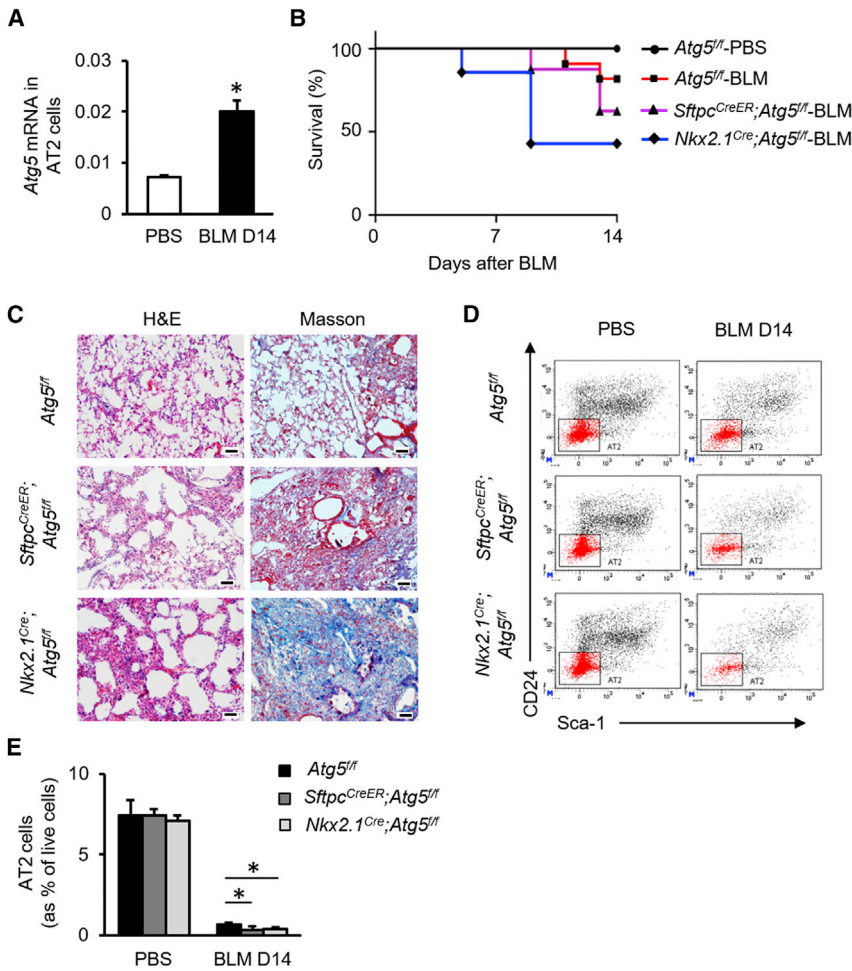 A
Atg5 mRNA in
AT2 cells
0.03
0.02
0.01
0
*
PBS
BLM D14
B
Survival (%)
100
50
0
7
14
Days after BLM
Atg5f/f-PBS
Atg5f/f-BLM
SftpcCreER;Atg5f/f-BLM
Nkx2.1Cre;Atg5f/f-BLM
C
H&E
Masson
Atg5f/f
SftpcCreER;
Atg5f/f
Nkx2.1Cre;
Atg5f/f
D
PBS
BLM D14
Atg5f/f
AT2
AT2
SftpcCreER;
Atg5f/f
AT2
AT2
Nkx2.1Cre;
Atg5f/f
AT2
AT2
CD24
Sca-1
E
AT2 cells
(as % of live cells)
10
5
0
*
*
PBS
BLM D14
Atg5f/f
SftpcCreER;Atg5f/f
Nkx2.1Cre;Atg5f/f